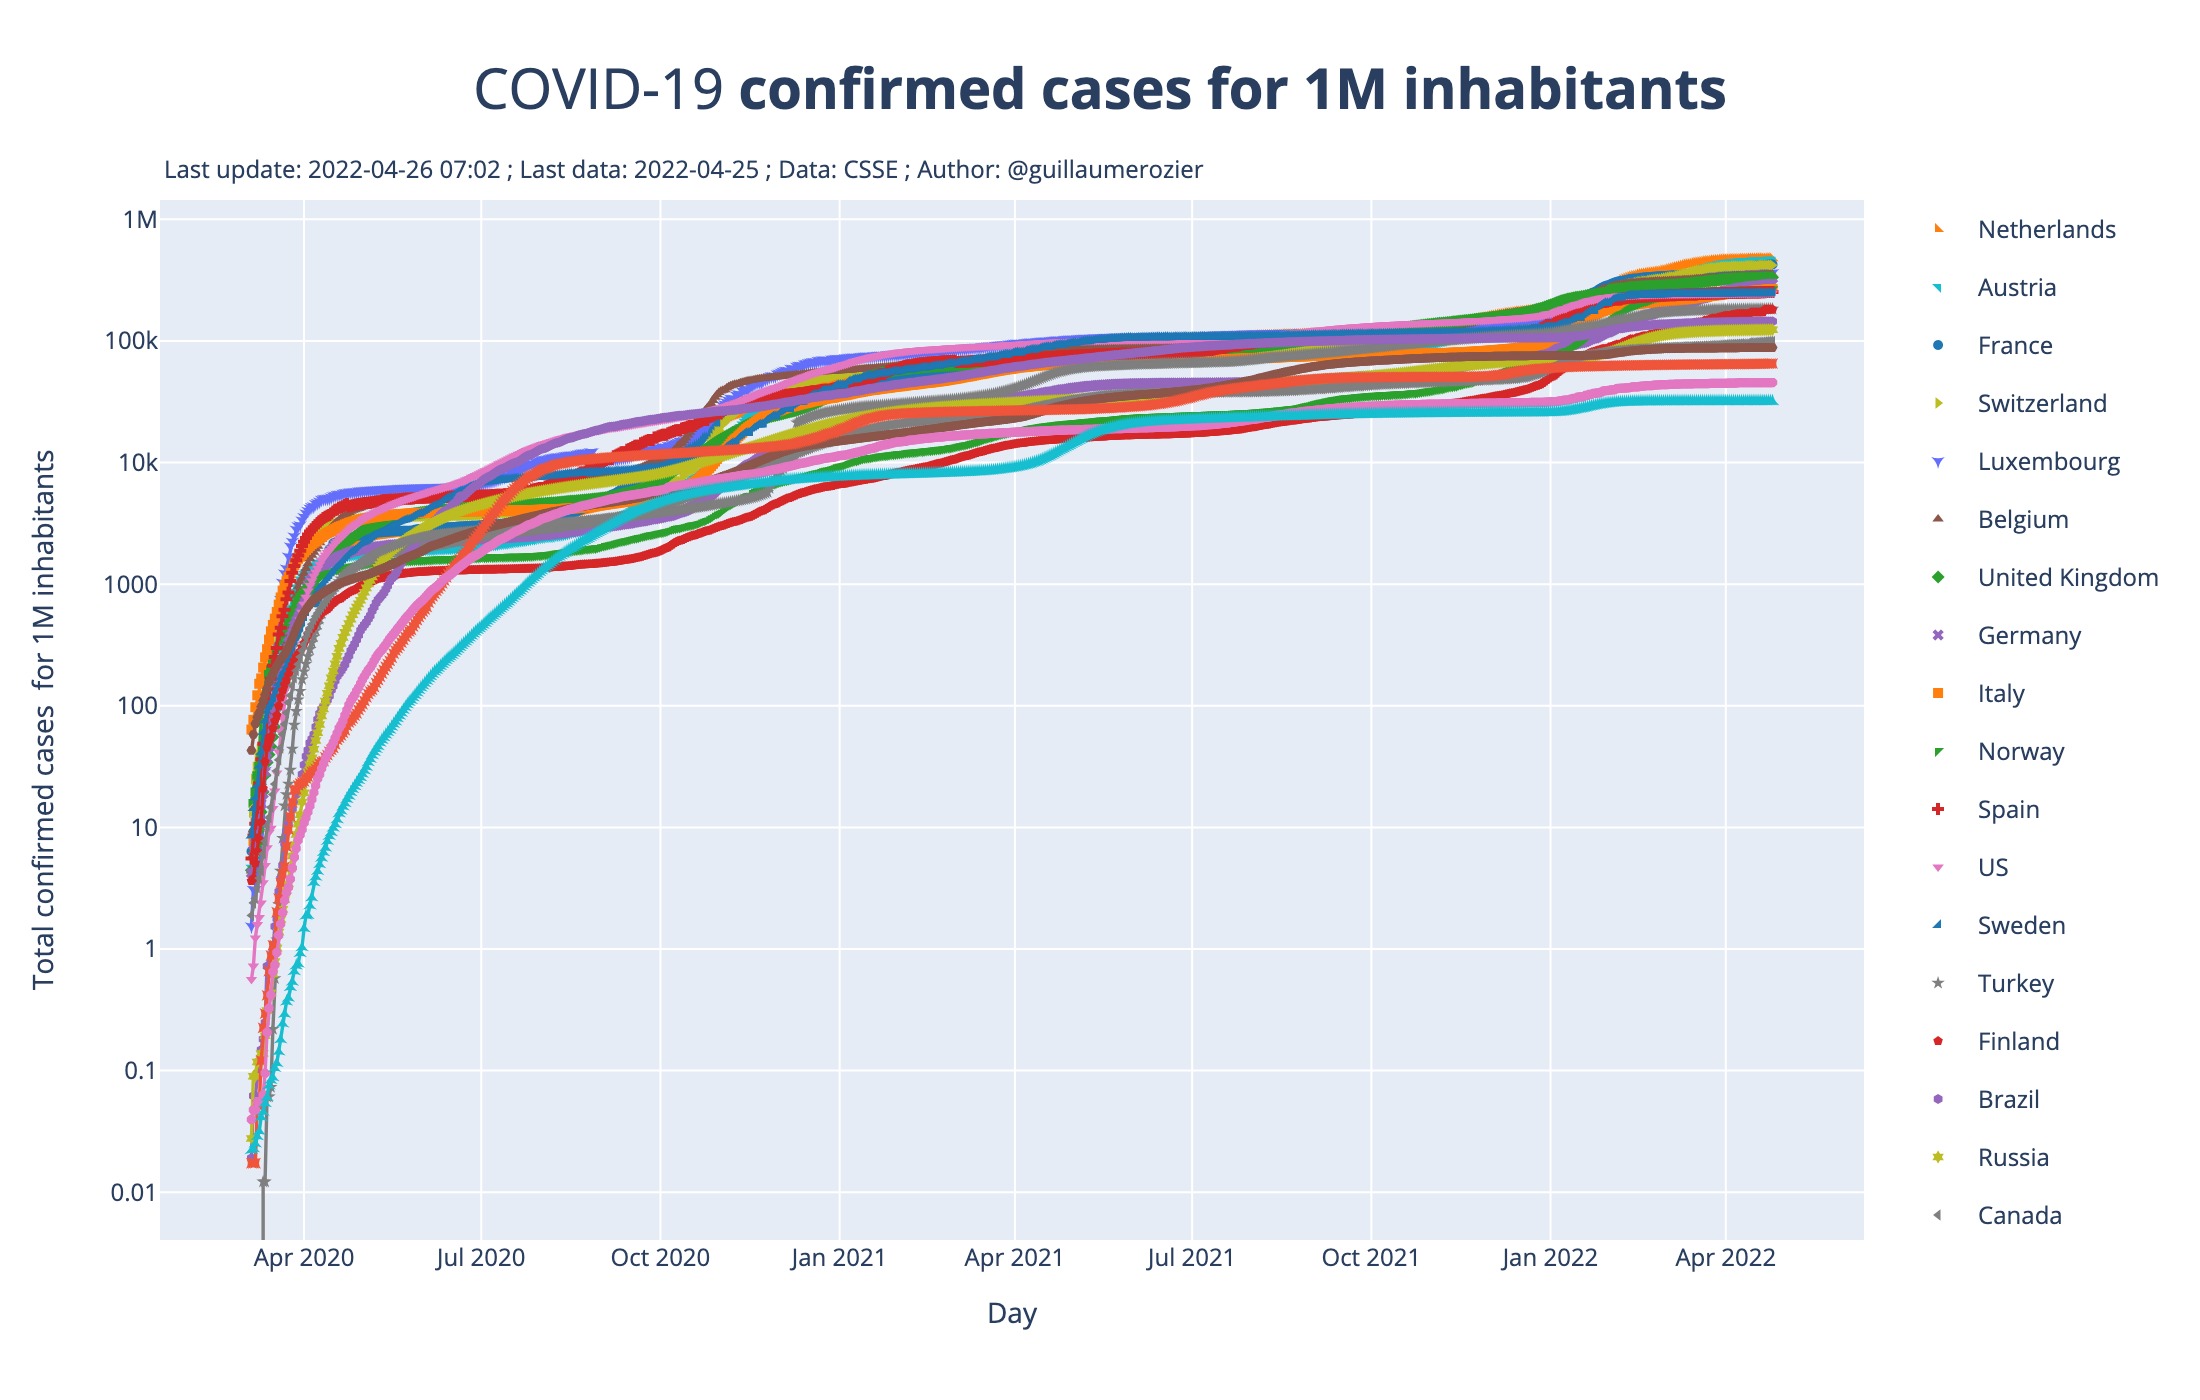 COVID-19 confirmed cases for 1M inhabitants
Last update: 2022-04-26 07:02 ; Last data: 2022-04-25 ; Data: CSSE ; Author: @guillaumerozier
Total confirmed cases for 1M inhabitants
1M
100k
10k
1000
100
10
1
0.1
0.01
Apr 2020
Jul 2020
Oct 2020
Jan 2021
Apr 2021
Jul 2021
Oct 2021
Jan 2022
Apr 2022
Day
Netherlands
Austria
France
Switzerland
Luxembourg
Belgium
United Kingdom
Germany
Italy
Norway
Spain
US
Sweden
Turkey
Finland
Brazil
Russia
Canada